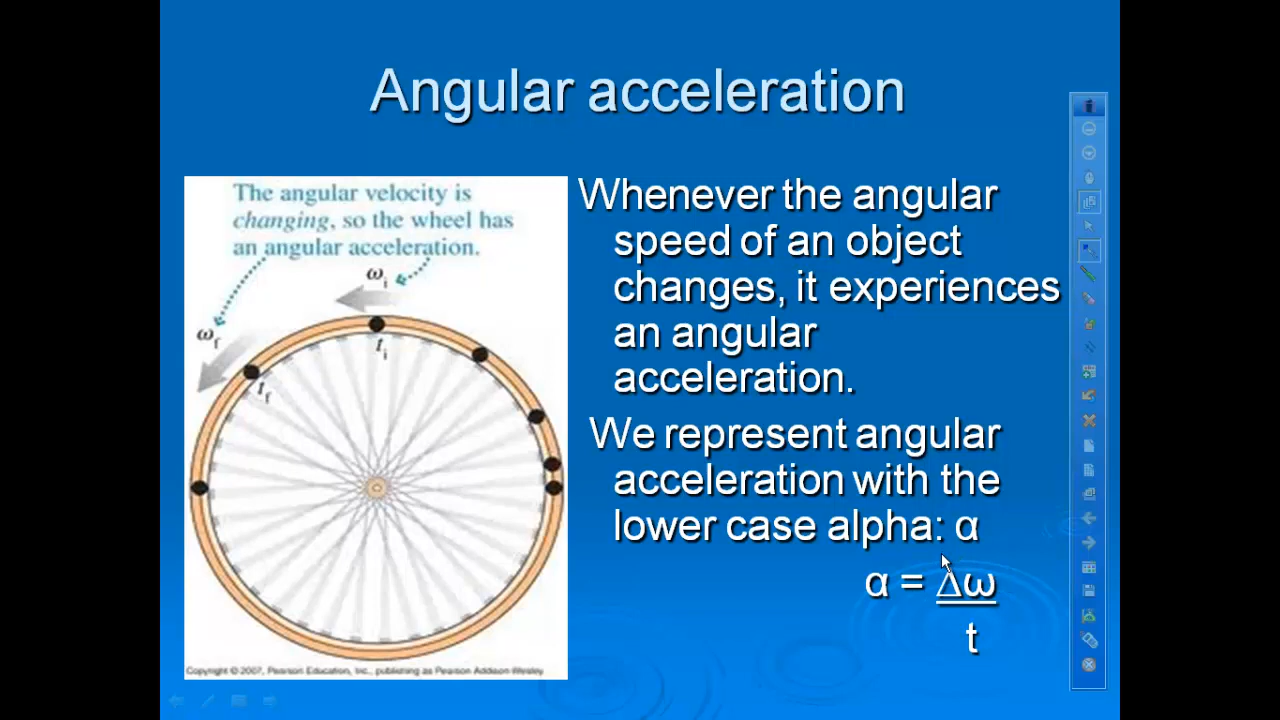 Angular acceleration
The angular velocity is
changing, so the wheel has
an angular acceleration.
ωi
ωf
ti
tf
Copyright © 2007, Pearson Education, Inc., publishing as Pearson Addison Wesley
Whenever the angular
speed of an object
changes, it experiences
an angular
acceleration.
We represent angular
acceleration with the
lower case alpha: α
α = Δω
t